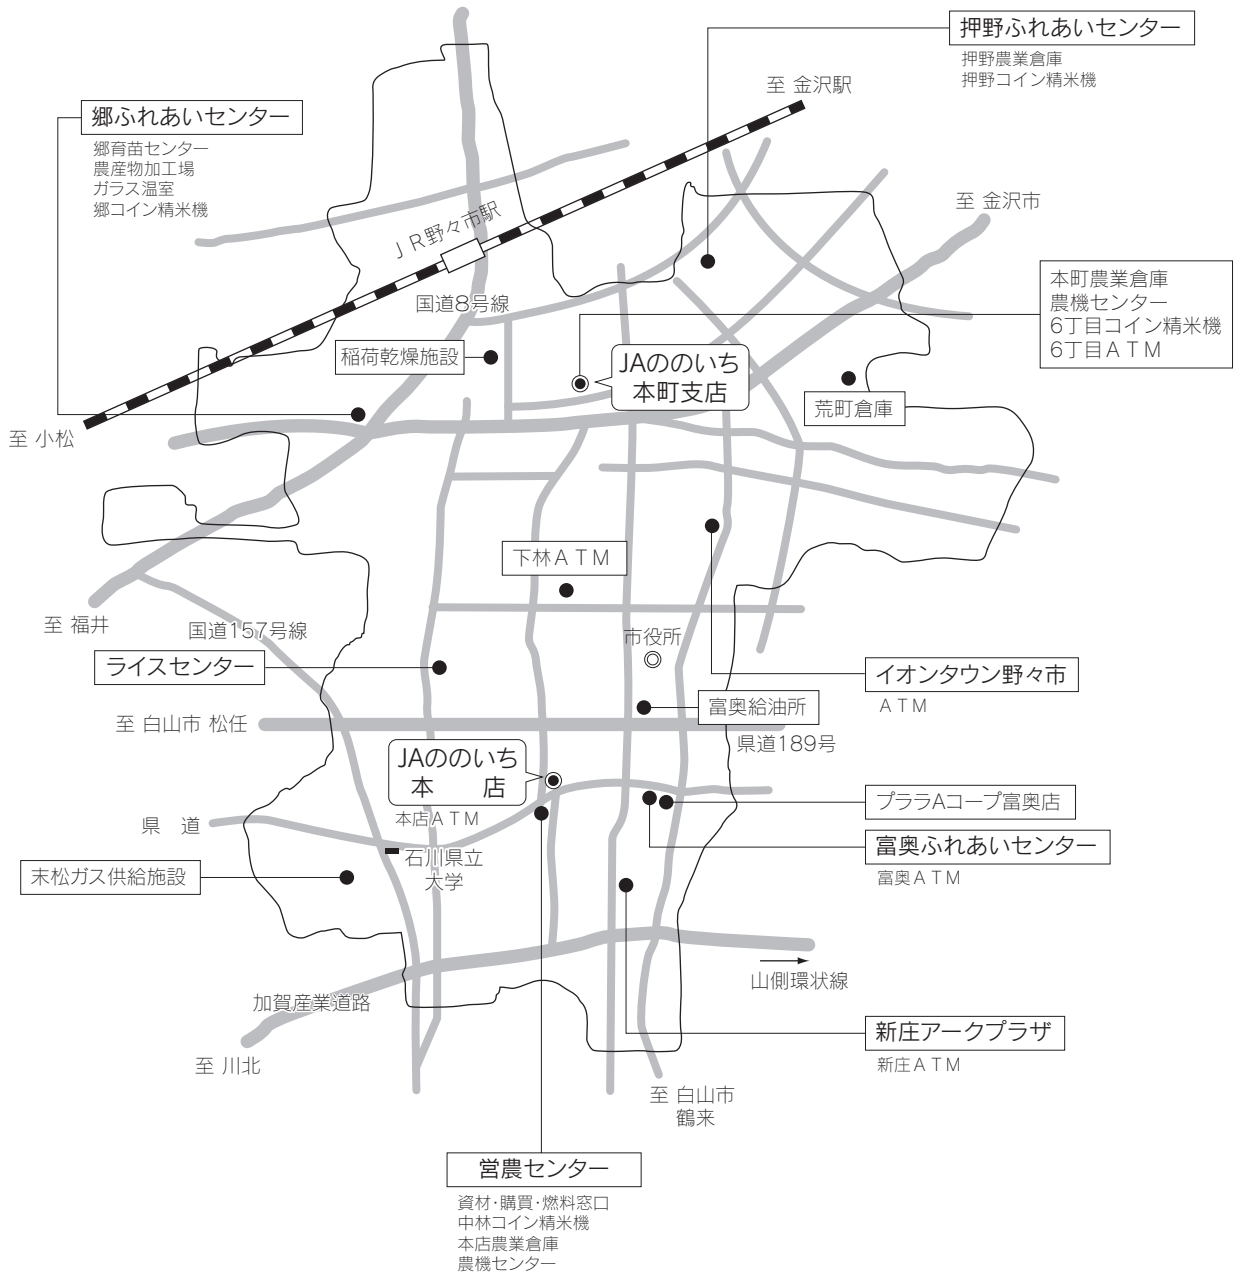 押野ふれあいセンター
押野農業倉庫
押野コイン精米機
至 金沢駅
郷ふれあいセンター
郷育苗センター
農産物加工場
ガラス温室
郷コイン精米機
至 金沢市
ＪＲ野々市駅
本町農業倉庫
農機センター
6丁目コイン精米機
6丁目ＡＴＭ
国道8号線
稲荷乾燥施設
JAののいち
本町支店
荒町倉庫
至 小松
下林ＡＴＭ
至 福井
国道157号線
市役所
ライスセンター
イオンタウン野々市
ＡＴＭ
富奥給油所
至 白山市 松任
県道189号
JAののいち
本　　店
本店ＡＴＭ
プララAコープ富奥店
県　道
富奥ふれあいセンター
富奥ＡＴＭ
石川県立
大学
末松ガス供給施設
山側環状線
加賀産業道路
新庄アークプラザ
新庄ＡＴＭ
至 川北
至 白山市
鶴来
営農センター
資材・購買・燃料窓口
中林コイン精米機
本店農業倉庫
農機センター